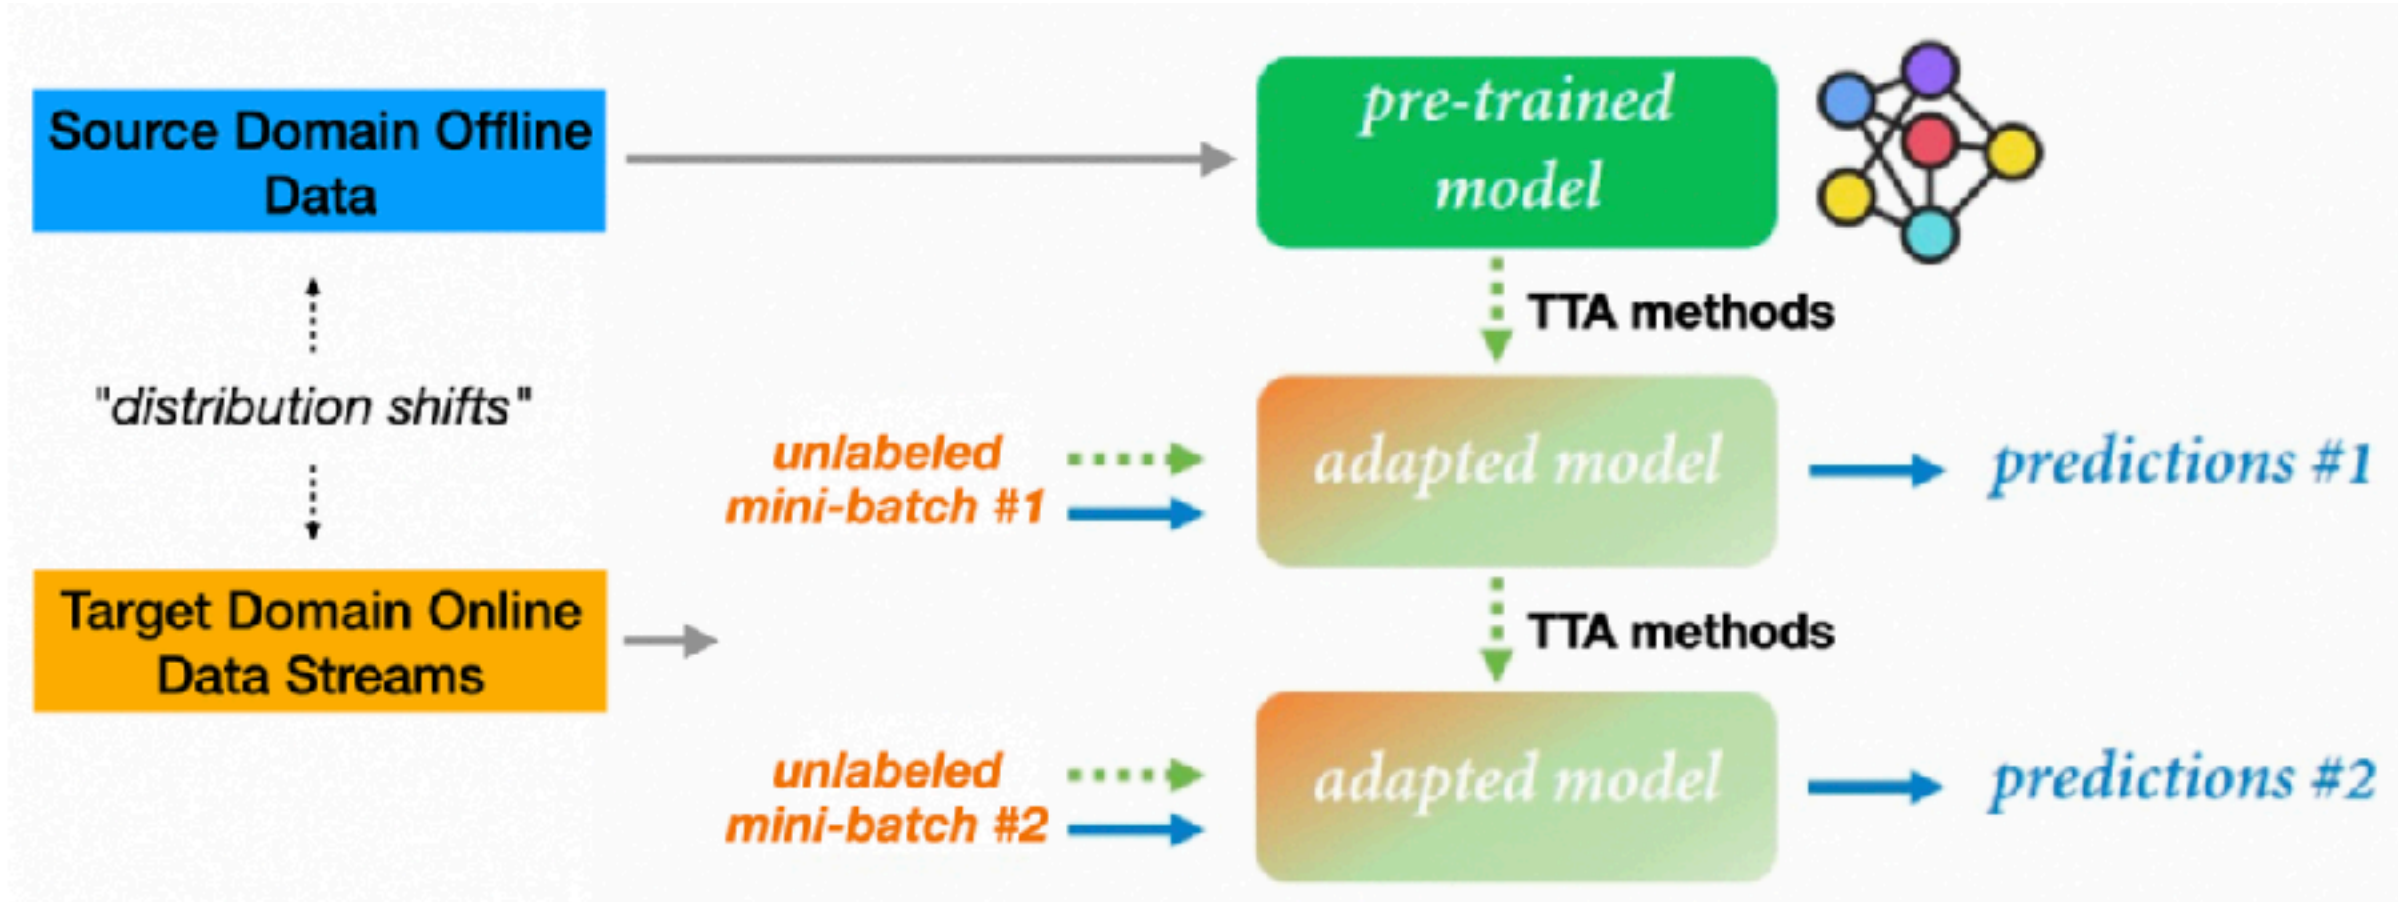 Source Domain Offline
Data
pre-trained
model
TTA methods
"distribution shifts"
unlabeled
mini-batch #1
adapted model
predictions #1
Target Domain Online
Data Streams
TTA methods
unlabeled
mini-batch #2
adapted model
predictions #2